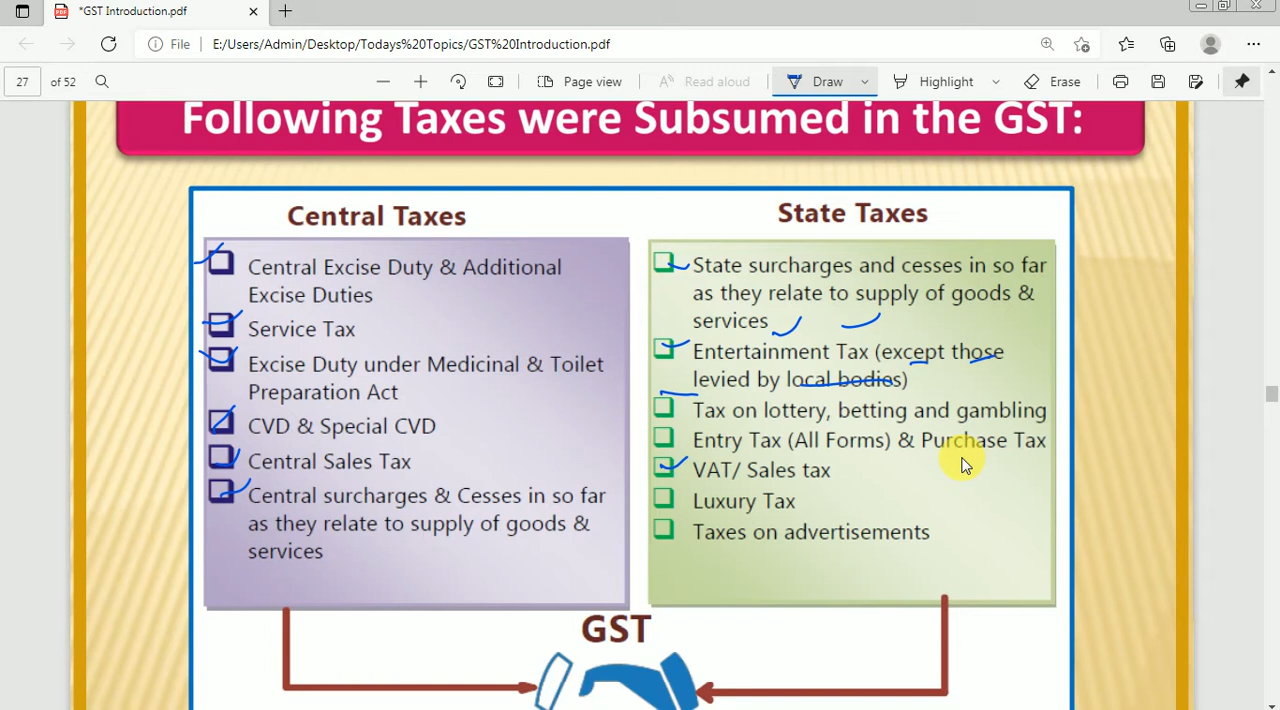 *GST Introduction.pdf
File E:/Users/Admin/Desktop/Todays%20Topics/GST%20Introduction.pdf
27 of 52 Page view Read aloud Draw Highlight Erase
Following Taxes were Subsumed in the GST:
Central Taxes
Central Excise Duty & Additional
Excise Duties
Service Tax
Excise Duty under Medicinal & Toilet
Preparation Act
CVD & Special CVD
Central Sales Tax
Central surcharges & Cesses in so far
as they relate to supply of goods &
services
State Taxes
State surcharges and cesses in so far
as they relate to supply of goods &
services
Entertainment Tax (except those
levied by local bodies)
Tax on lottery, betting and gambling
Entry Tax (All Forms) & Purchase Tax
VAT/ Sales tax
Luxury Tax
Taxes on advertisements
GST